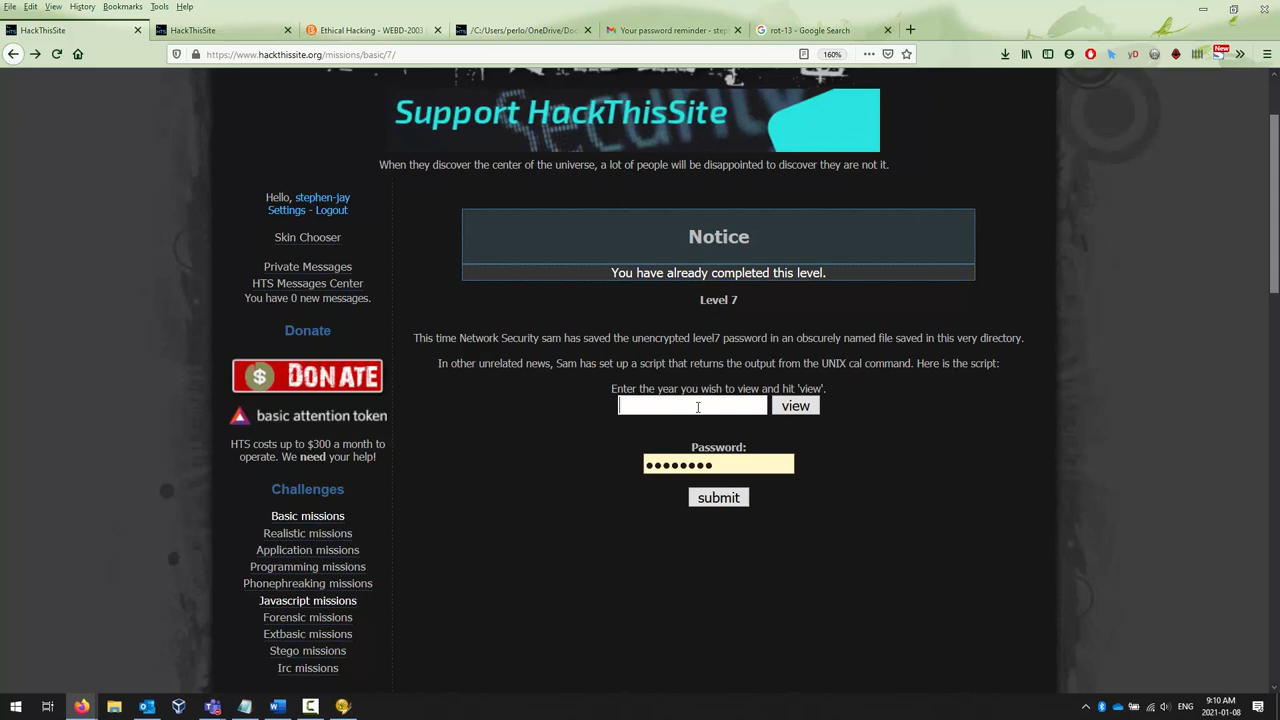 File Edit View History Bookmarks Tools Help
HackThisSite
HackThisSite
Ethical Hacking - WEBD-2003
/C:/Users/perlo/OneDrive/Doc
Your password reminder - step
rot-13 - Google Search
https://www.hackthissite.org/missions/basic/7/
160%
New
Support HackThisSite
When they discover the center of the universe, a lot of people will be disappointed to discover they are not it.
Hello, stephen-jay
Settings - Logout
Skin Chooser
Private Messages
HTS Messages Center
You have 0 new messages.
Donate
$ DONATE
basic attention token
HTS costs up to $300 a month to
operate. We need your help!
Challenges
Basic missions
Realistic missions
Application missions
Programming missions
Phonephreaking missions
Javascript missions
Forensic missions
Extbasic missions
Stego missions
Irc missions
Notice
You have already completed this level.
Level 7
This time Network Security sam has saved the unencrypted level7 password in an obscurely named file saved in this very directory.
In other unrelated news, Sam has set up a script that returns the output from the UNIX cal command. Here is the script:
Enter the year you wish to view and hit 'view'.
view
Password:
●●●●●●●●
submit
ENG
9:10 AM
2021-01-08